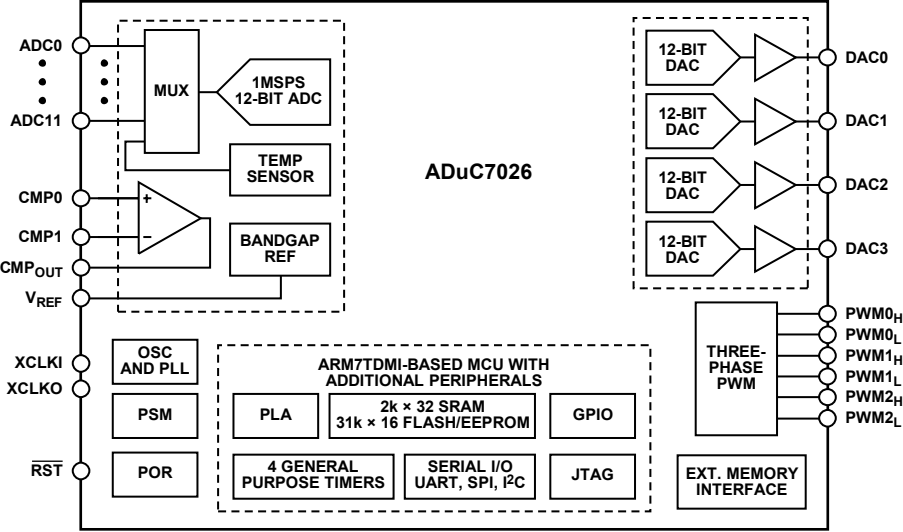 ADC0
ADC11
MUX
1MSPS
12-BIT ADC
TEMP
SENSOR
CMP0
CMP1
CMPOUT
VREF
+
−
BANDGAP
REF
ADuC7026
12-BIT
DAC
12-BIT
DAC
12-BIT
DAC
12-BIT
DAC
DAC0
DAC1
DAC2
DAC3
XCLKI
XCLKO
RST
OSC
AND PLL
PSM
POR
ARM7TDMI-BASED MCU WITH
ADDITIONAL PERIPHERALS
PLA
2k × 32 SRAM
31k × 16 FLASH/EEPROM
GPIO
4 GENERAL
PURPOSE TIMERS
SERIAL I/O
UART, SPI, I2C
JTAG
THREE-
PHASE
PWM
PWM0H
PWM0L
PWM1H
PWM1L
PWM2H
PWM2L
EXT. MEMORY
INTERFACE